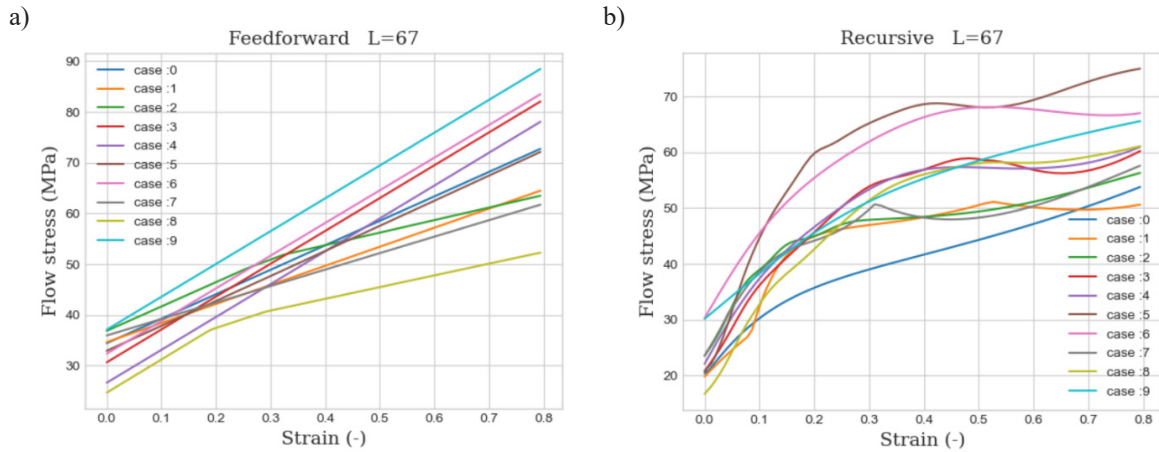 a)
Feedforward L=67
Flow stress (MPa)
90
80
70
60
50
40
30
case :0
case :1
case :2
case :3
case :4
case :5
case :6
case :7
case :8
case :9
0.0 0.1 0.2 0.3 0.4 0.5 0.6 0.7 0.8
Strain (-)
b)
Recursive L=67
Flow stress (MPa)
70
60
50
40
30
20
case :0
case :1
case :2
case :3
case :4
case :5
case :6
case :7
case :8
case :9
0.0 0.1 0.2 0.3 0.4 0.5 0.6 0.7 0.8
Strain (-)